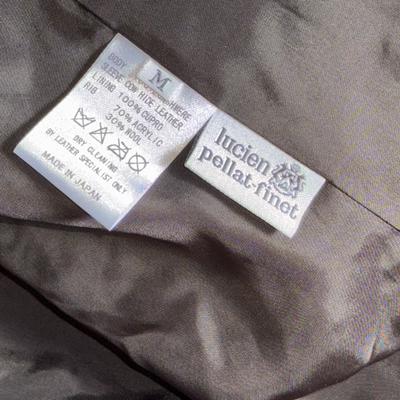 M
BODY CASHMERE
SLEEVE COW HIDE LEATHER
LINING 100% CUPRO
RIB 70% ACRYLIC
30% WOOL
DRY CLEANING
BY LEATHER SPECIALIST ONLY
MADE IN JAPAN
lucien
pellat-finet